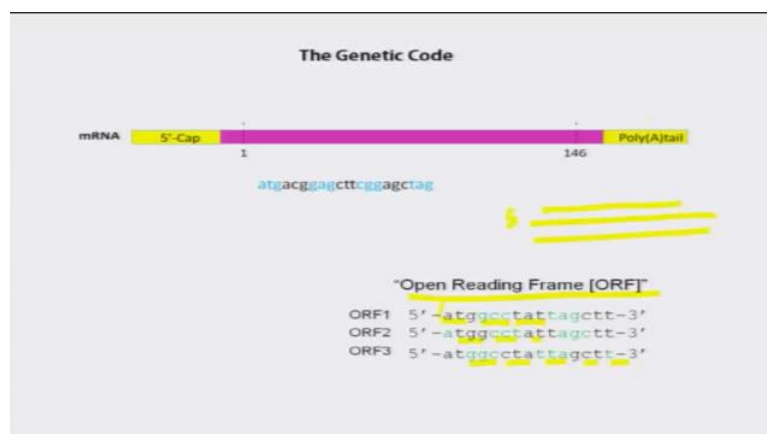 The Genetic Code
mRNA 5'-Cap Poly(A)tail
1 146
atgacggagcttcggagctag
5
"Open Reading Frame [ORF]"
ORF1 5'-atggcctattagctt-3'
ORF2 5'-atggcctattagctt-3'
ORF3 5'-atggcctattagctt-3'